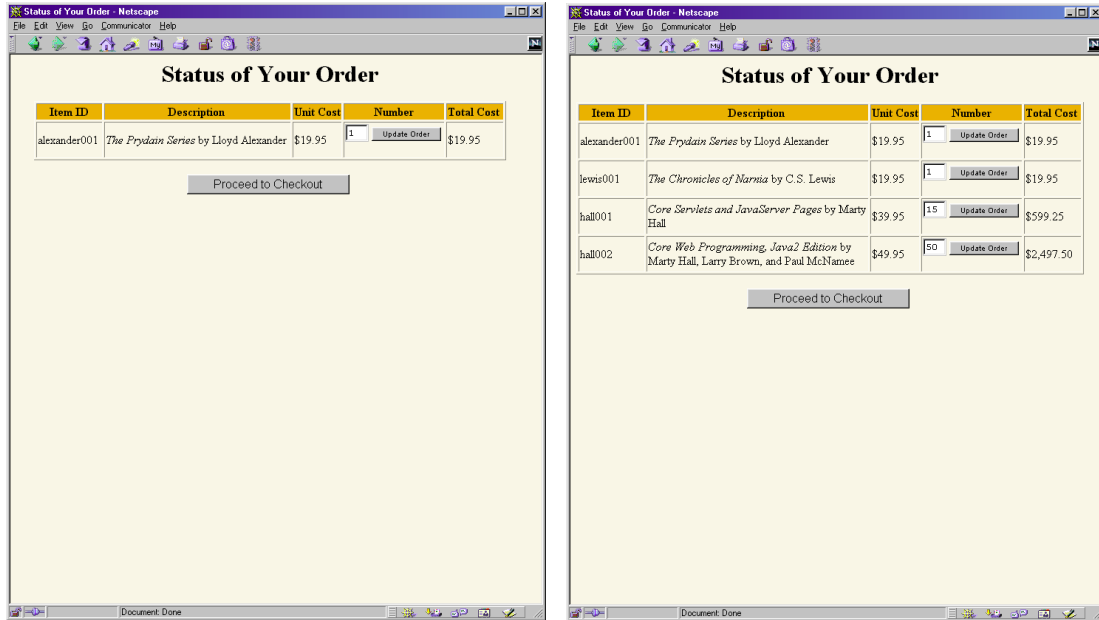 Status of Your Order - Netscape
File Edit View Go Communicator Help
Status of Your Order
Item ID Description Unit Cost Number Total Cost
alexander001 The Prydain Series by Lloyd Alexander $19.95 1 Update Order $19.95
Proceed to Checkout
Document: Done
Status of Your Order - Netscape
File Edit View Go Communicator Help
Status of Your Order
Item ID Description Unit Cost Number Total Cost
alexander001 The Prydain Series by Lloyd Alexander $19.95 1 Update Order $19.95
lewis001 The Chronicles of Narnia by C.S. Lewis $19.95 1 Update Order $19.95
hall001 Core Servlets and JavaServer Pages by Marty
Hall $39.95 15 Update Order $599.25
hall002 Core Web Programming, Java2 Edition by
Marty Hall, Larry Brown, and Paul McNamee $49.95 50 Update Order $2,497.50
Proceed to Checkout
Document: Done